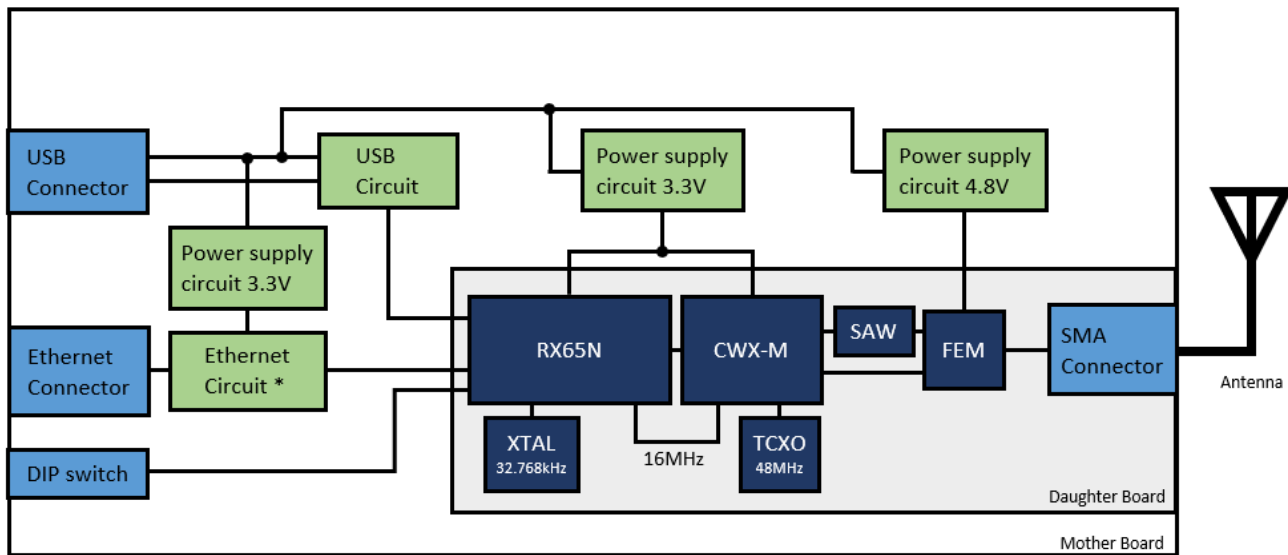 USB
Connector
USB
Circuit
Power supply
circuit 3.3V
Power supply
circuit 4.8V
Power supply
circuit 3.3V
Ethernet
Connector
Ethernet
Circuit *
RX65N
CWX-M
SAW
FEM
SMA
Connector
Antenna
XTAL
32.768kHz
16MHz
TCXO
48MHz
DIP switch
Daughter Board
Mother Board